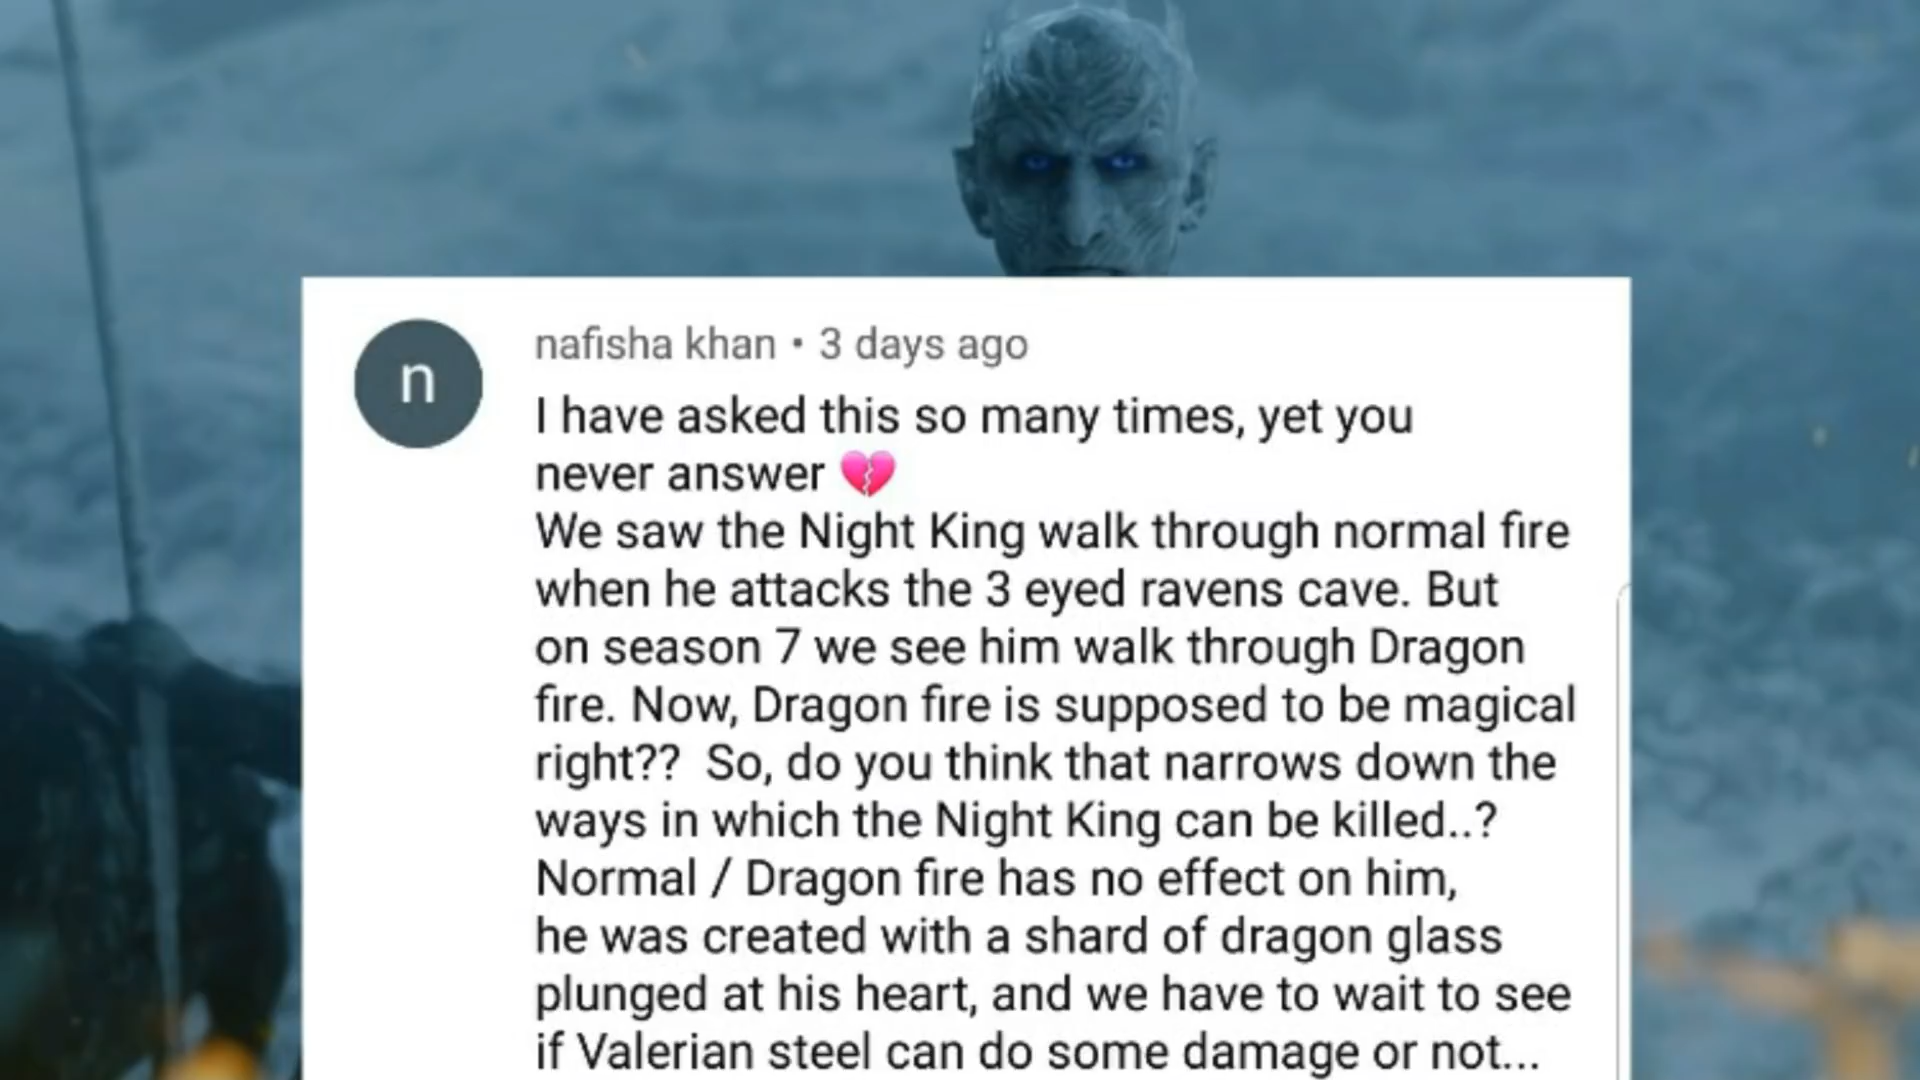 n
nafisha khan • 3 days ago
I have asked this so many times, yet you
never answer 💔
We saw the Night King walk through normal fire
when he attacks the 3 eyed ravens cave. But
on season 7 we see him walk through Dragon
fire. Now, Dragon fire is supposed to be magical
right??  So, do you think that narrows down the
ways in which the Night King can be killed..?
Normal / Dragon fire has no effect on him,
he was created with a shard of dragon glass
plunged at his heart, and we have to wait to see
if Valerian steel can do some damage or not...